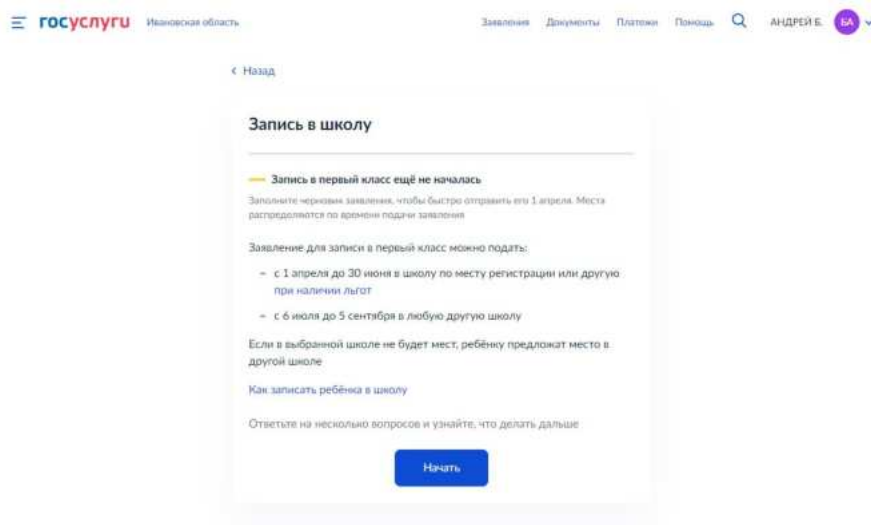 госуслуги Ивановская область Заявления Документы Платежи Помощь АНДРЕЙ Б. БА
Назад
Запись в школу
Запись в первый класс ещё не началась
Заполните черновик заявления, чтобы быстро отправить его 1 апреля. Места
распределяются по времени подачи заявления
Заявление для записи в первый класс можно подать:
– с 1 апреля до 30 июня в школу по месту регистрации или другую
при наличии льгот
– с 6 июля до 5 сентября в любую другую школу
Если в выбранной школе не будет мест, ребёнку предложат место в
другой школе
Как записать ребёнка в школу
Ответьте на несколько вопросов и узнайте, что делать дальше
Начать